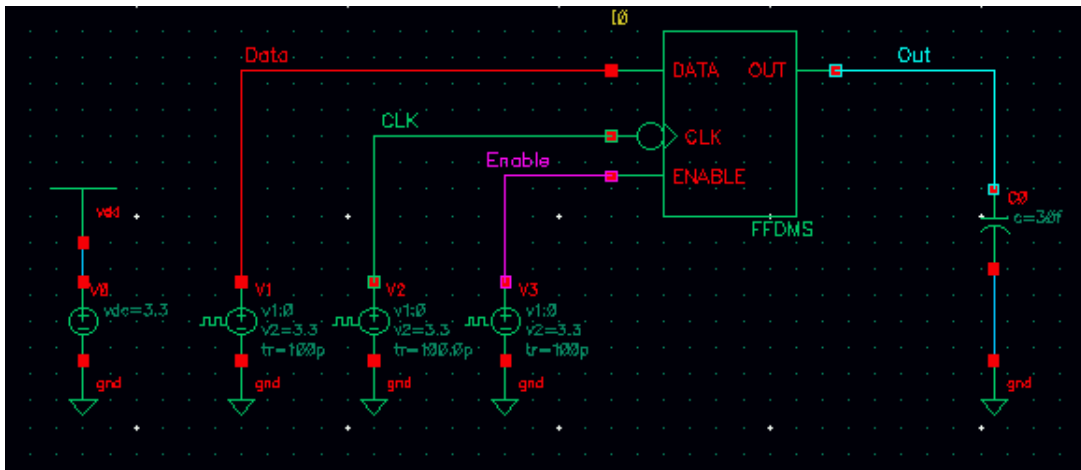 I0
Data
DATA OUT
Out
CLK
CLK
Enable
ENABLE
vdd
FFDMS
C0
c=30f
V0
vdc=3.3
V1
v1:0
v2=3.3
tr=100p
V2
v1:0
v2=3.3
tr=100.0p
V3
v1:0
v2=3.3
tr=100p
gnd
gnd
gnd
gnd
gnd